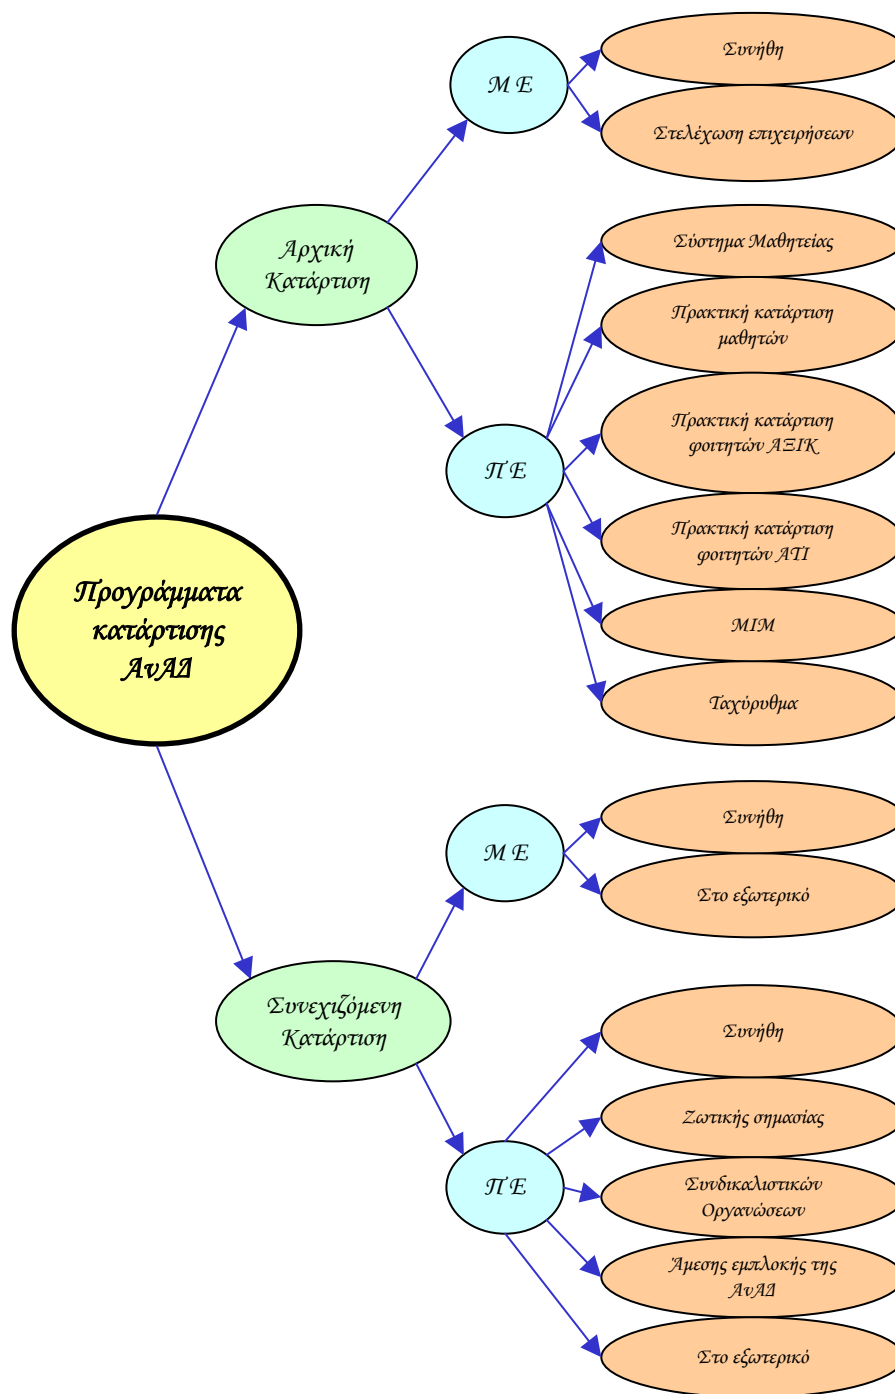 Μ Ε
Συνήθη
Στελέχωση επιχειρήσεων
Αρχική
Κατάρτιση
Σύστημα Μαθητείας
Πρακτική κατάρτιση
μαθητών
Π Ε
Πρακτική κατάρτιση
φοιτητών ΑΞΙΚ
Πρακτική κατάρτιση
φοιτητών ΑΤΙ
ΜΙΜ
Ταχύρυθμα
Προγράμματα
κατάρτισης
ΑνΑΔ
Μ Ε
Συνήθη
Στο εξωτερικό
Συνεχιζόμενη
Κατάρτιση
Π Ε
Συνήθη
Ζωτικής σημασίας
Συνδικαλιστικών
Οργανώσεων
Άμεσης εμπλοκής της
ΑνΑΔ
Στο εξωτερικό